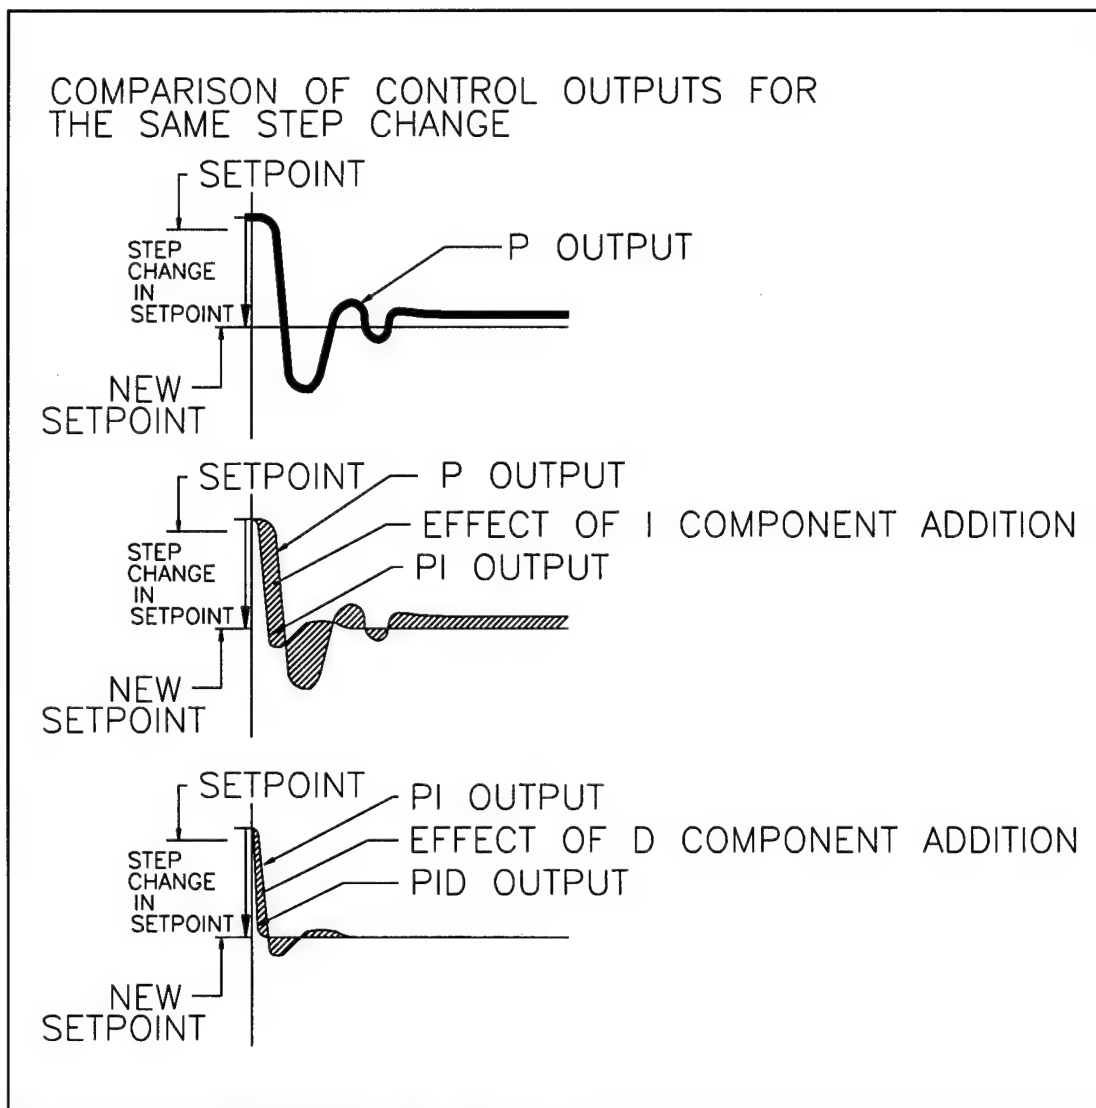 COMPARISON OF CONTROL OUTPUTS FOR
THE SAME STEP CHANGE
SETPOINT
P OUTPUT
STEP
CHANGE
IN
SETPOINT
NEW
SETPOINT
SETPOINT
P OUTPUT
EFFECT OF I COMPONENT ADDITION
PI OUTPUT
STEP
CHANGE
IN
SETPOINT
NEW
SETPOINT
SETPOINT
PI OUTPUT
EFFECT OF D COMPONENT ADDITION
PID OUTPUT
STEP
CHANGE
IN
SETPOINT
NEW
SETPOINT